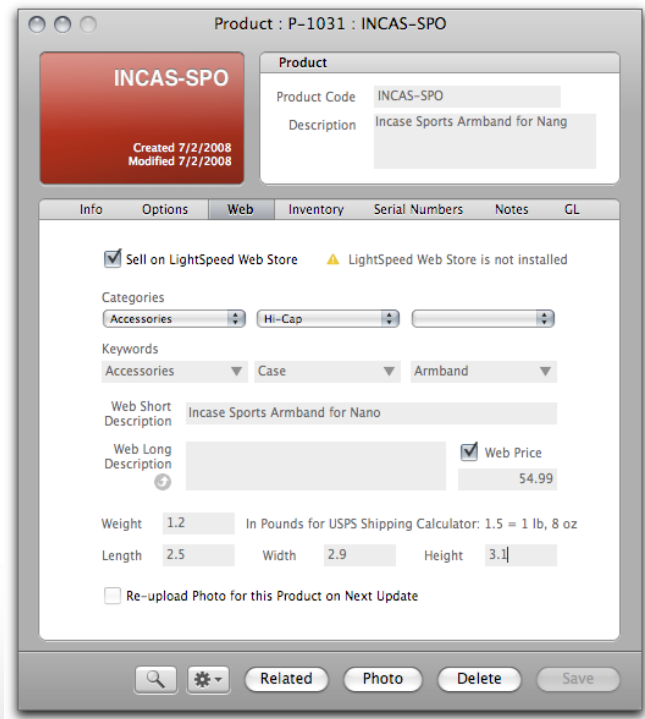 Product : P-1031 : INCAS-SPO
INCAS-SPO
Created 7/2/2008
Modified 7/2/2008
Product
Product Code INCAS-SPO
Description Incase Sports Armband for Nang
Info Options Web Inventory Serial Numbers Notes GL
Sell on LightSpeed Web Store LightSpeed Web Store is not installed
Categories
Accessories Hi-Cap
Keywords
Accessories Case Armband
Web Short
Description Incase Sports Armband for Nano
Web Long
Description
Web Price
54.99
Weight 1.2 In Pounds for USPS Shipping Calculator: 1.5 = 1 lb, 8 oz
Length 2.5 Width 2.9 Height 3.1
Re-upload Photo for this Product on Next Update
Related Photo Delete Save